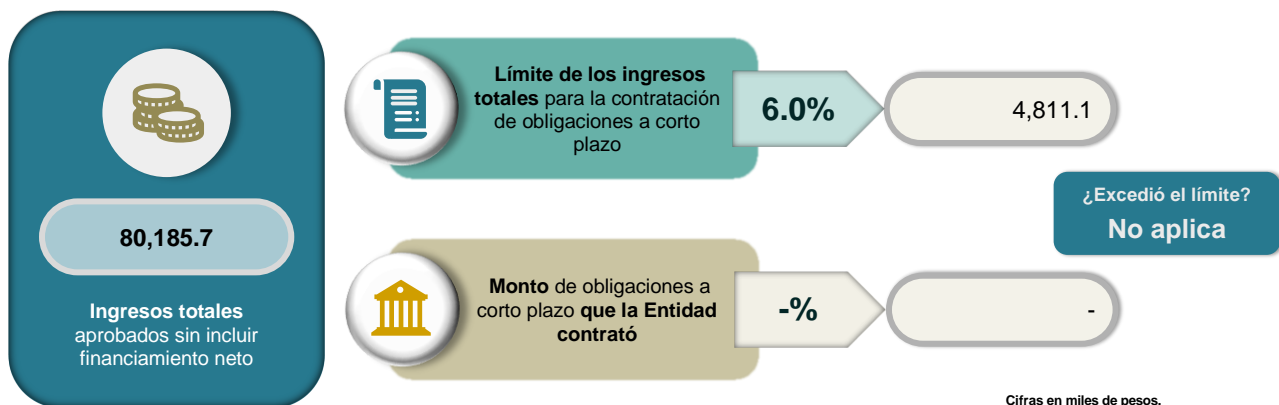 80,185.7
Ingresos totales
aprobados sin incluir
financiamiento neto
Límite de los ingresos
totales para la contratación
de obligaciones a corto
plazo
6.0%
4,811.1
¿Excedió el límite?
No aplica
Monto de obligaciones a
corto plazo que la Entidad
contrató
-%
-
Cifras en miles de pesos.